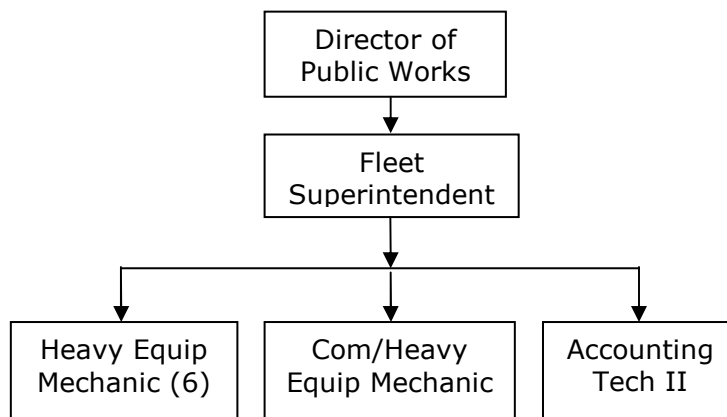 Director of
Public Works
Fleet
Superintendent
Heavy Equip
Mechanic (6)
Com/Heavy
Equip Mechanic
Accounting
Tech II